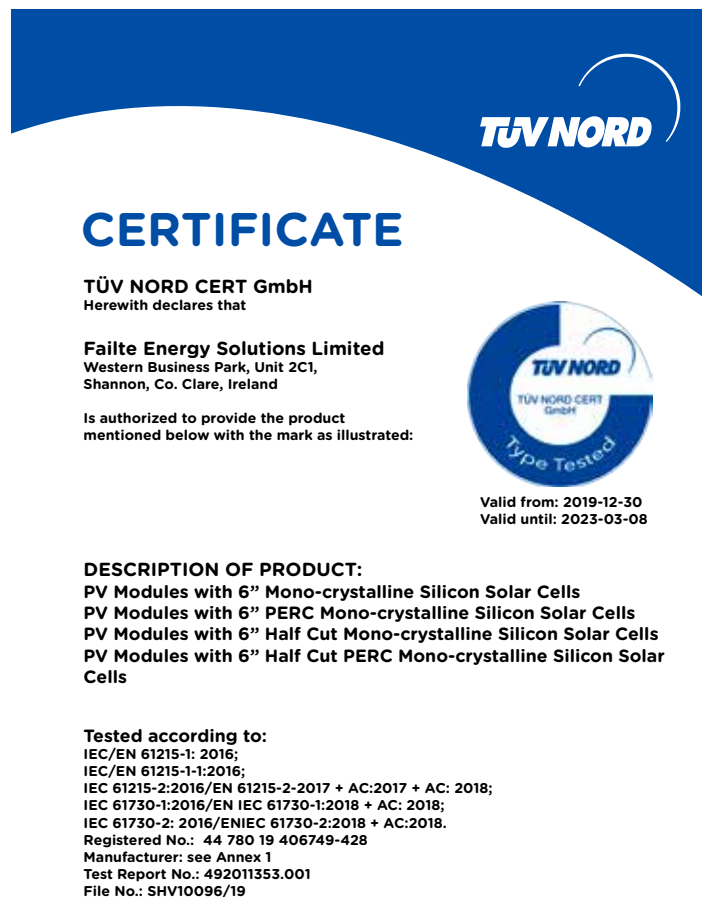 TÜV NORD
CERTIFICATE
TÜV NORD CERT GmbH
Herewith declares that
Failte Energy Solutions Limited
Western Business Park, Unit 2C1,
Shannon, Co. Clare, Ireland
Is authorized to provide the product
mentioned below with the mark as illustrated:
TÜV NORD
TÜV NORD CERT
GmbH
Type Tested
Valid from: 2019-12-30
Valid until: 2023-03-08
DESCRIPTION OF PRODUCT:
PV Modules with 6” Mono-crystalline Silicon Solar Cells
PV Modules with 6” PERC Mono-crystalline Silicon Solar Cells
PV Modules with 6” Half Cut Mono-crystalline Silicon Solar Cells
PV Modules with 6” Half Cut PERC Mono-crystalline Silicon Solar
Cells
Tested according to:
IEC/EN 61215-1: 2016;
IEC/EN 61215-1-1:2016;
IEC 61215-2:2016/EN 61215-2-2017 + AC:2017 + AC: 2018;
IEC 61730-1:2016/EN IEC 61730-1:2018 + AC: 2018;
IEC 61730-2: 2016/ENIEC 61730-2:2018 + AC:2018.
Registered No.: 44 780 19 406749-428
Manufacturer: see Annex 1
Test Report No.: 492011353.001
File No.: SHV10096/19